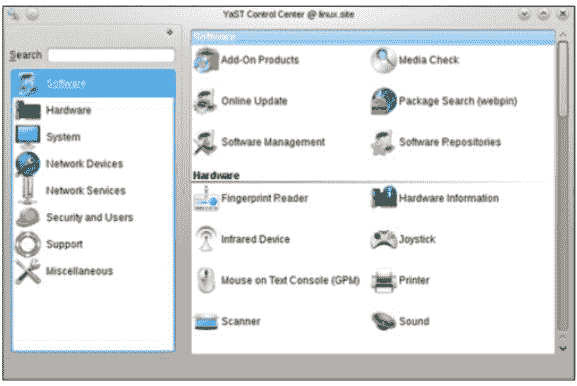 YaST Control Center @ linux.site
Search
Software
Hardware
System
Network Devices
Network Services
Security and Users
Support
Miscellaneous
Software
Add-On Products
Media Check
Online Update
Package Search (webpin)
Software Management
Software Repositories
Hardware
Fingerprint Reader
Hardware Information
Infrared Device
Joystick
Mouse on Text Console (GPM)
Printer
Scanner
Sound